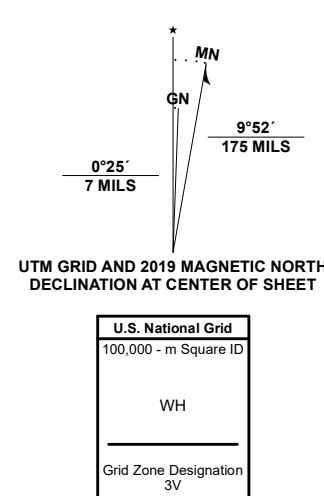 ★
MN
GN
9°52´
175 MILS
0°25´
7 MILS
UTM GRID AND 2019 MAGNETIC NORTH
DECLINATION AT CENTER OF SHEET
U.S. National Grid
100,000 - m Square ID
WH
Grid Zone Designation
3V